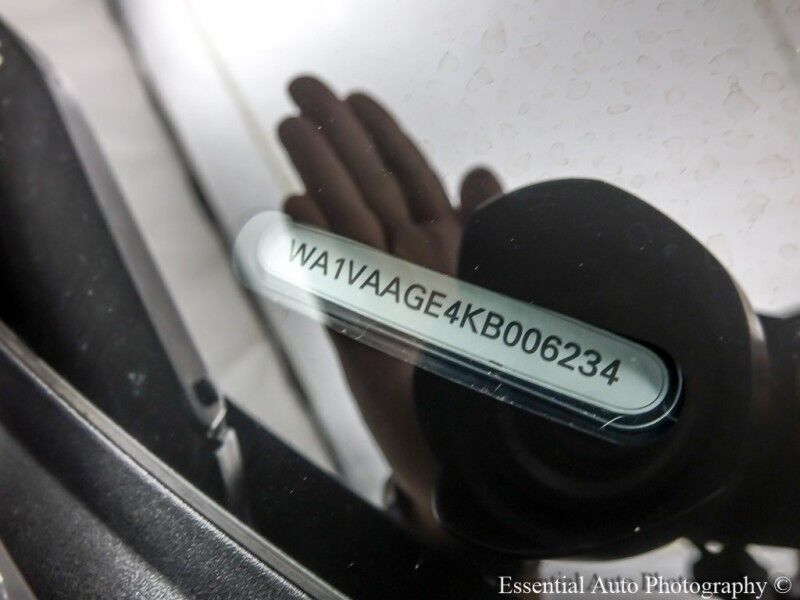 WA1VAAGE4KB006234
Essential Auto Photography ©